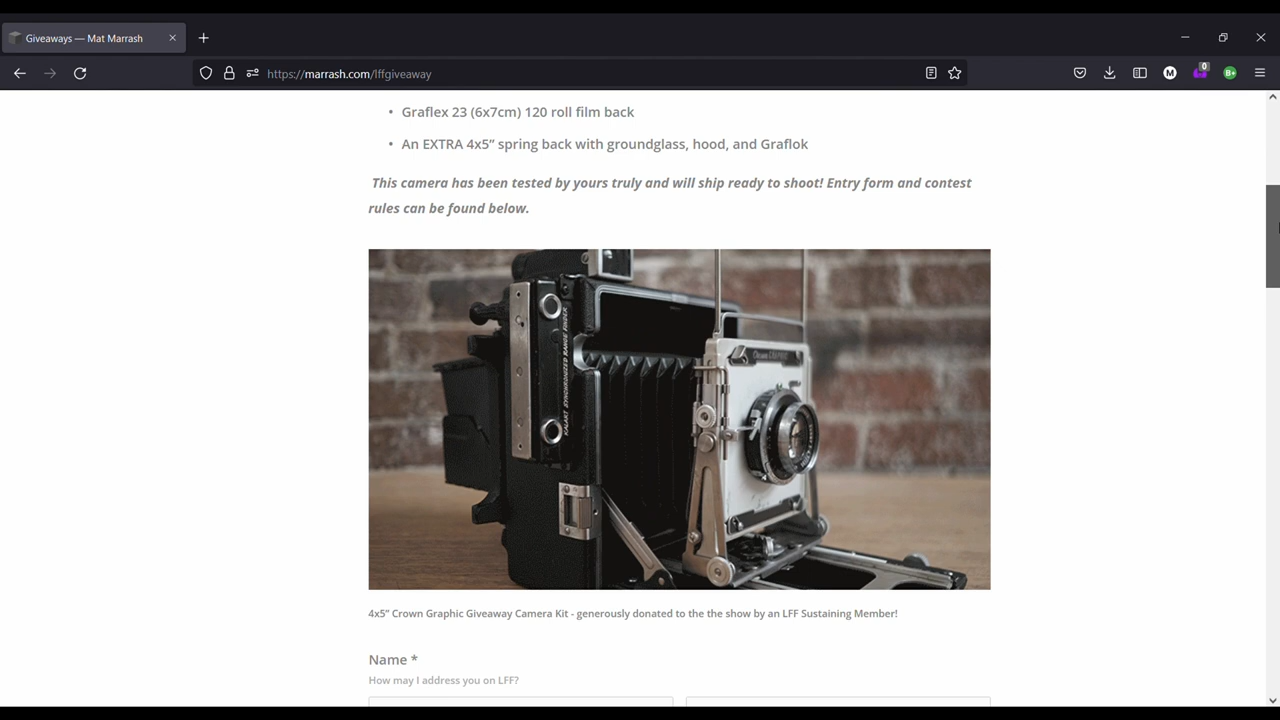 Giveaways — Mat Marrash
https://marrash.com/lffgiveaway
M
0
B+
• Graflex 23 (6x7cm) 120 roll film back
• An EXTRA 4x5” spring back with groundglass, hood, and Graflok
This camera has been tested by yours truly and will ship ready to shoot! Entry form and contest
rules can be found below.
KALART SYNCHRONIZED RANGE FINDER
Crown GRAPHIC
4x5” Crown Graphic Giveaway Camera Kit - generously donated to the the show by an LFF Sustaining Member!
Name *
How may I address you on LFF?